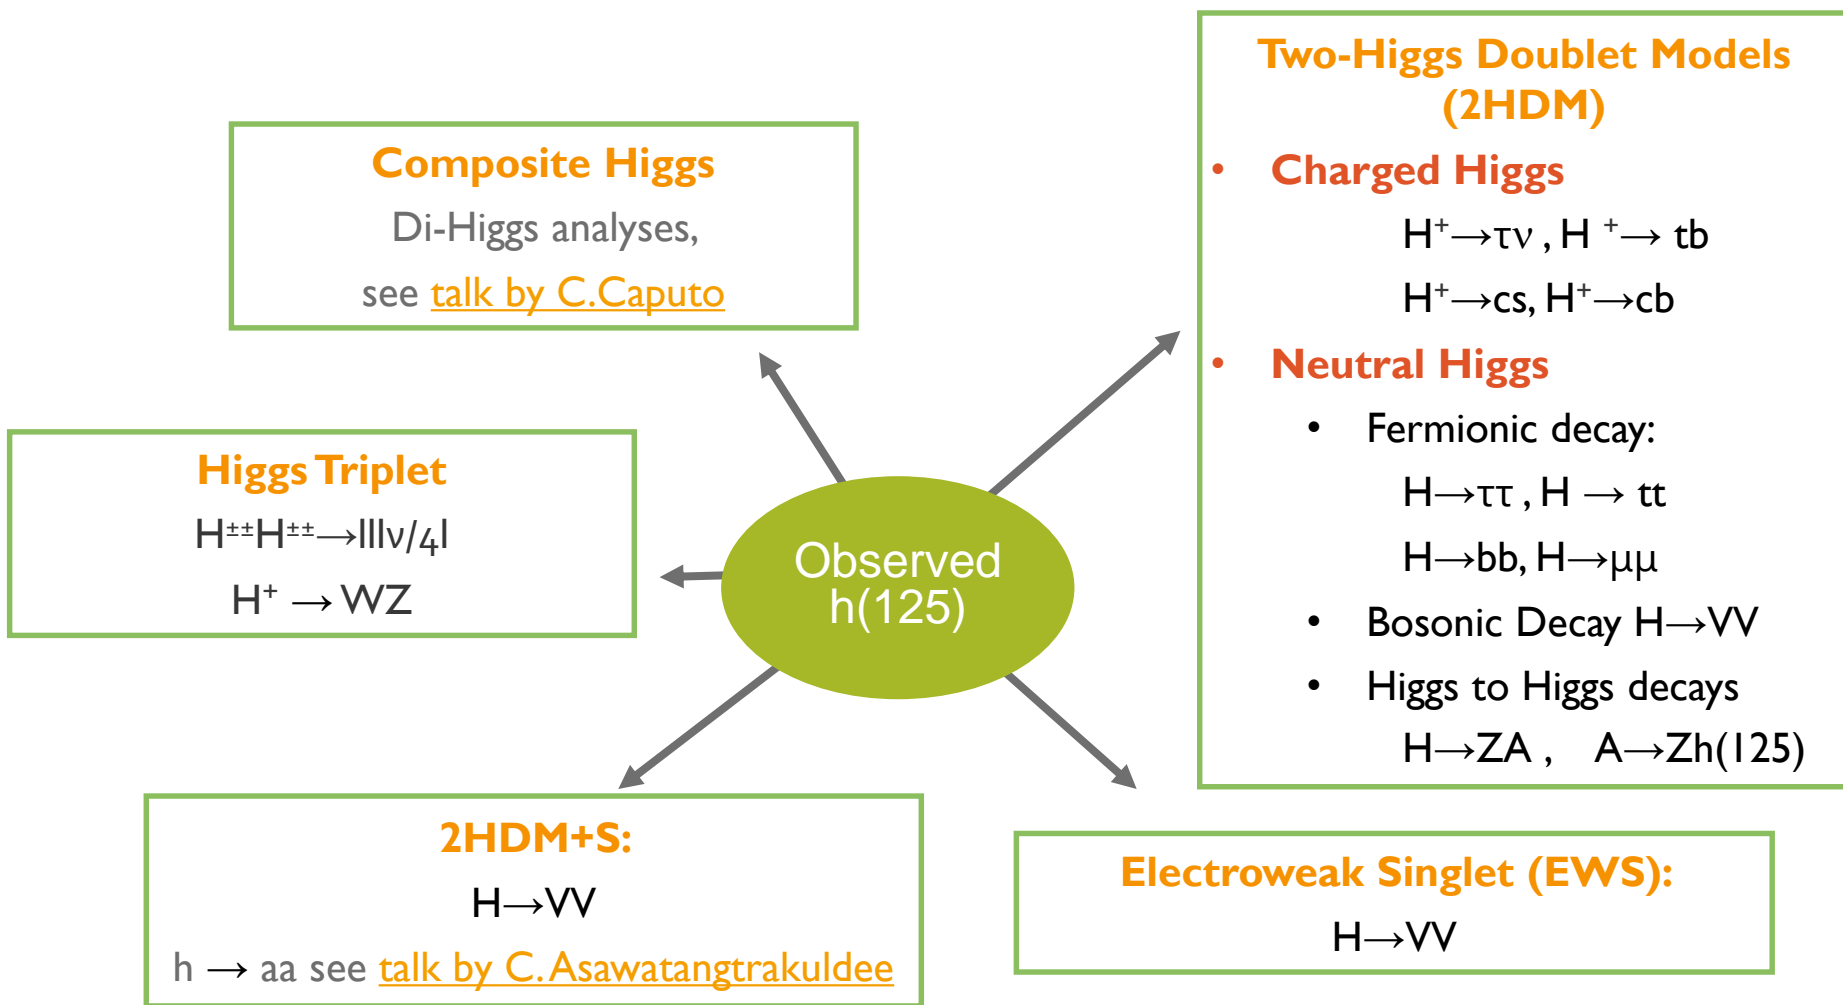 Two-Higgs Doublet Models
(2HDM)
• Charged Higgs
H⁺→τν , H ⁺→ tb
H⁺→cs, H⁺→cb
• Neutral Higgs
• Fermionic decay:
H→ττ , H → tt
H→bb, H→μμ
• Bosonic Decay H→VV
• Higgs to Higgs decays
H→ZA , A→Zh(125)
Composite Higgs
Di-Higgs analyses,
see talk by C.Caputo
Higgs Triplet
H±±H±±→lllν/4l
H⁺ → WZ
Observed
h(125)
2HDM+S:
H→VV
h → aa see talk by C. Asawatangtrakuldee
Electroweak Singlet (EWS):
H→VV